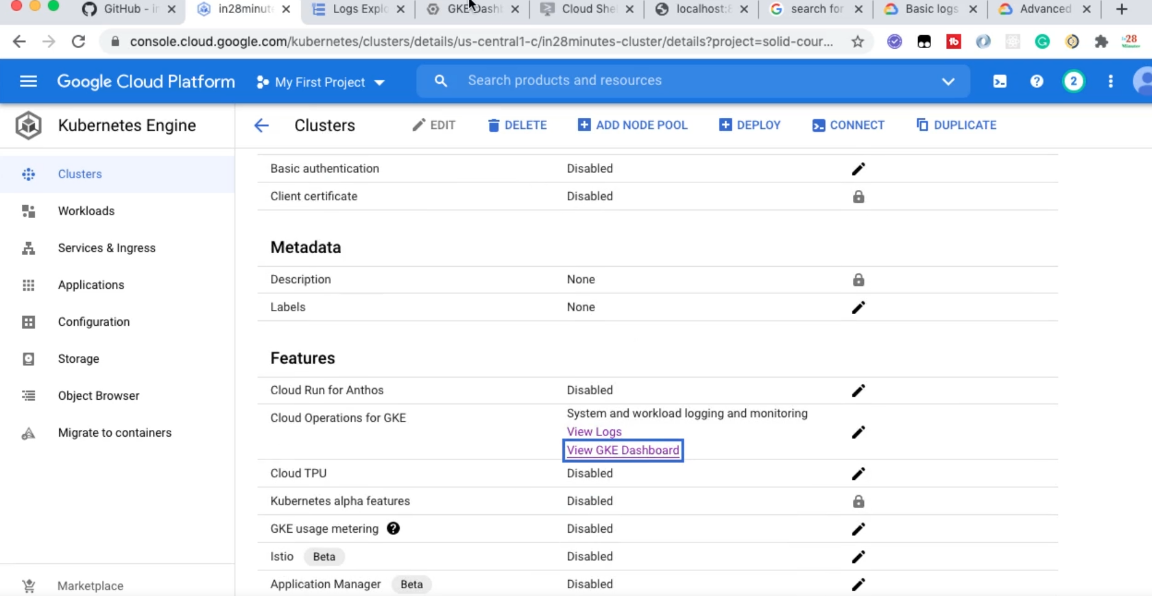 GitHub - in
in28minut
Logs Explo
GKE Dash
Cloud She
localhost:8
search for
Basic logs
Advanced
console.cloud.google.com/kubernetes/clusters/details/us-central1-c/in28minutes-cluster/details?project=solid-cour...
Google Cloud Platform
My First Project
Search products and resources
2
Kubernetes Engine
Clusters
EDIT
DELETE
ADD NODE POOL
DEPLOY
CONNECT
DUPLICATE
Clusters
Workloads
Services & Ingress
Applications
Configuration
Storage
Object Browser
Migrate to containers
Marketplace
Basic authentication Disabled
Client certificate Disabled
Metadata
Description None
Labels None
Features
Cloud Run for Anthos Disabled
Cloud Operations for GKE System and workload logging and monitoring
View Logs
View GKE Dashboard
Cloud TPU Disabled
Kubernetes alpha features Disabled
GKE usage metering ? Disabled
Istio Beta Disabled
Application Manager Beta Disabled